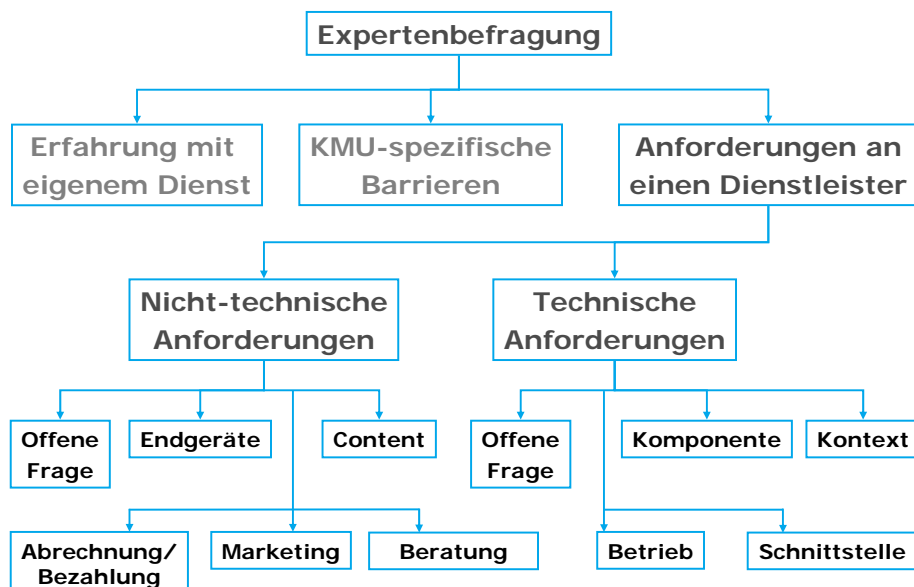 Expertenbefragung
Erfahrung mit
eigenem Dienst
KMU-spezifische
Barrieren
Anforderungen an
einen Dienstleister
Nicht-technische
Anforderungen
Technische
Anforderungen
Offene
Frage
Endgeräte
Content
Offene
Frage
Komponente
Kontext
Abrechnung/
Bezahlung
Marketing
Beratung
Betrieb
Schnittstelle